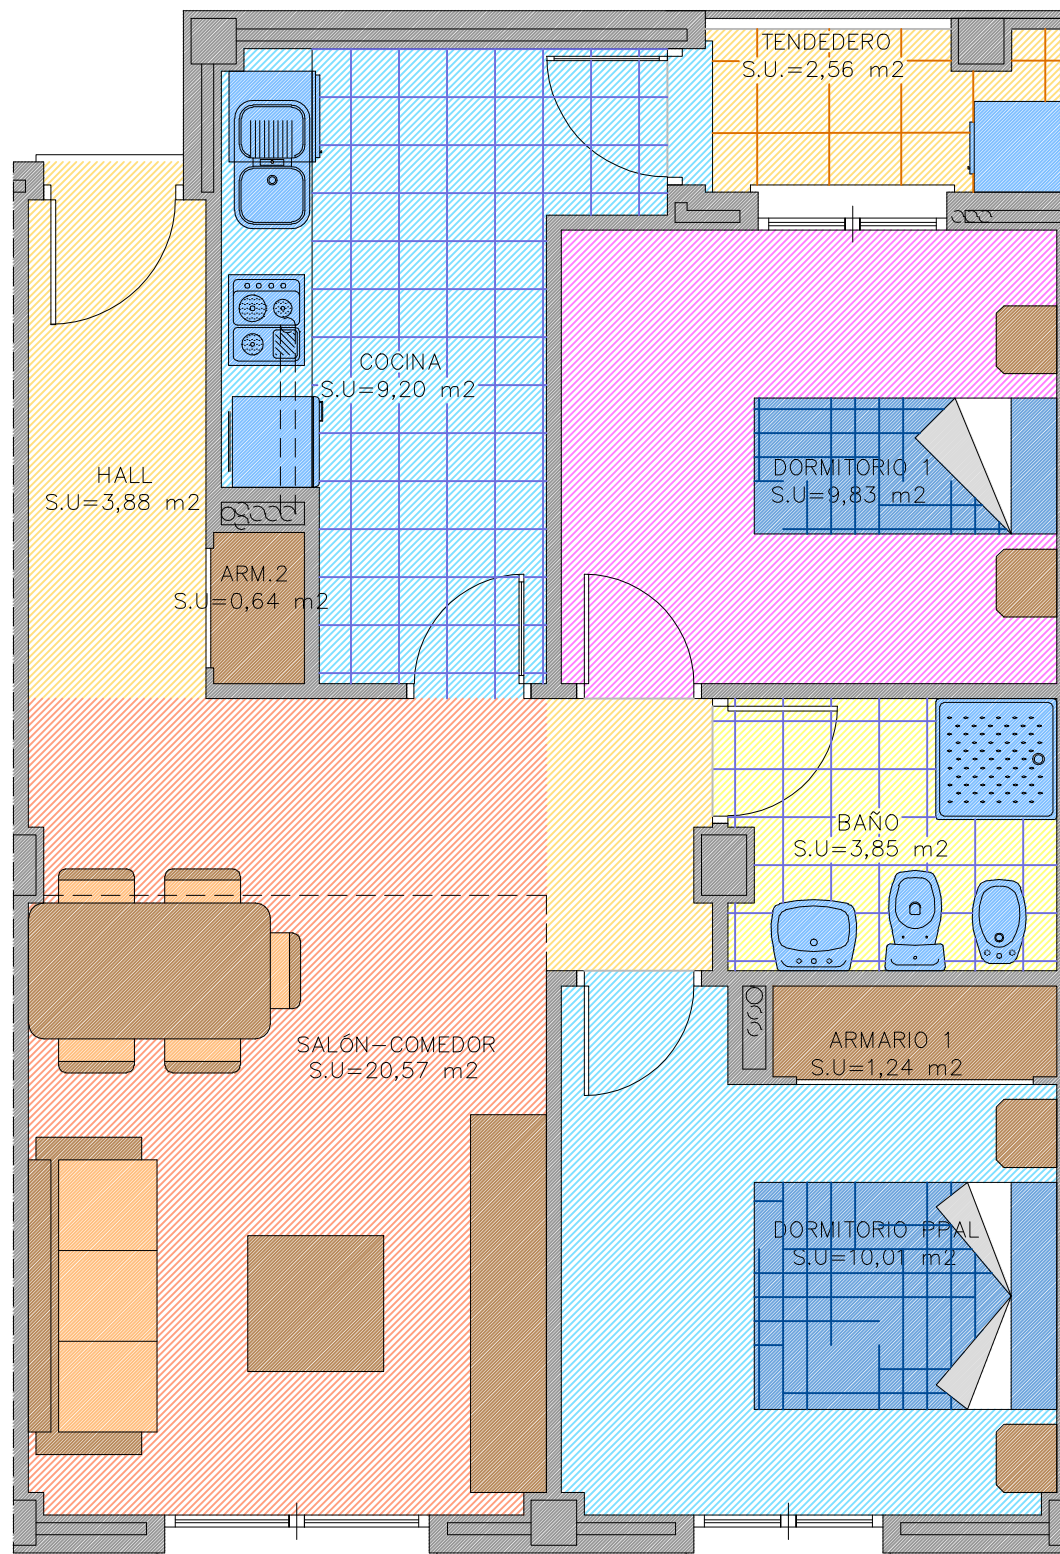 TENDEDERO
S.U.=2,56 m2
COCINA
S.U=9,20 m2
HALL
S.U=3,88 m2
DORMITORIO 1
S.U=9,83 m2
ARM.2
S.U=0,64 m2
BAÑO
S.U=3,85 m2
SALÓN-COMEDOR
S.U=20,57 m2
ARMARIO 1
S.U=1,24 m2
DORMITORIO PPAL
S.U=10,01 m2